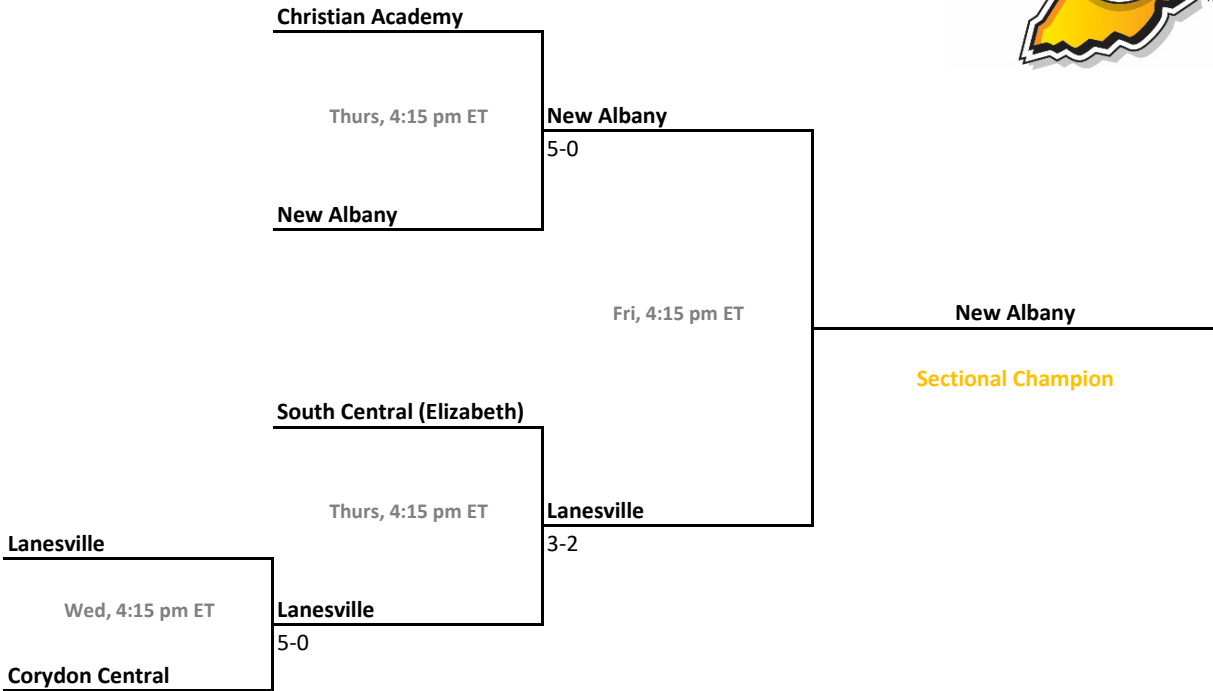 Christian Academy
Thurs, 4:15 pm ET
New Albany
5-0
New Albany
Fri, 4:15 pm ET
New Albany
Sectional Champion
South Central (Elizabeth)
Thurs, 4:15 pm ET
Lanesville
3-2
Lanesville
Wed, 4:15 pm ET
Lanesville
5-0
Corydon Central